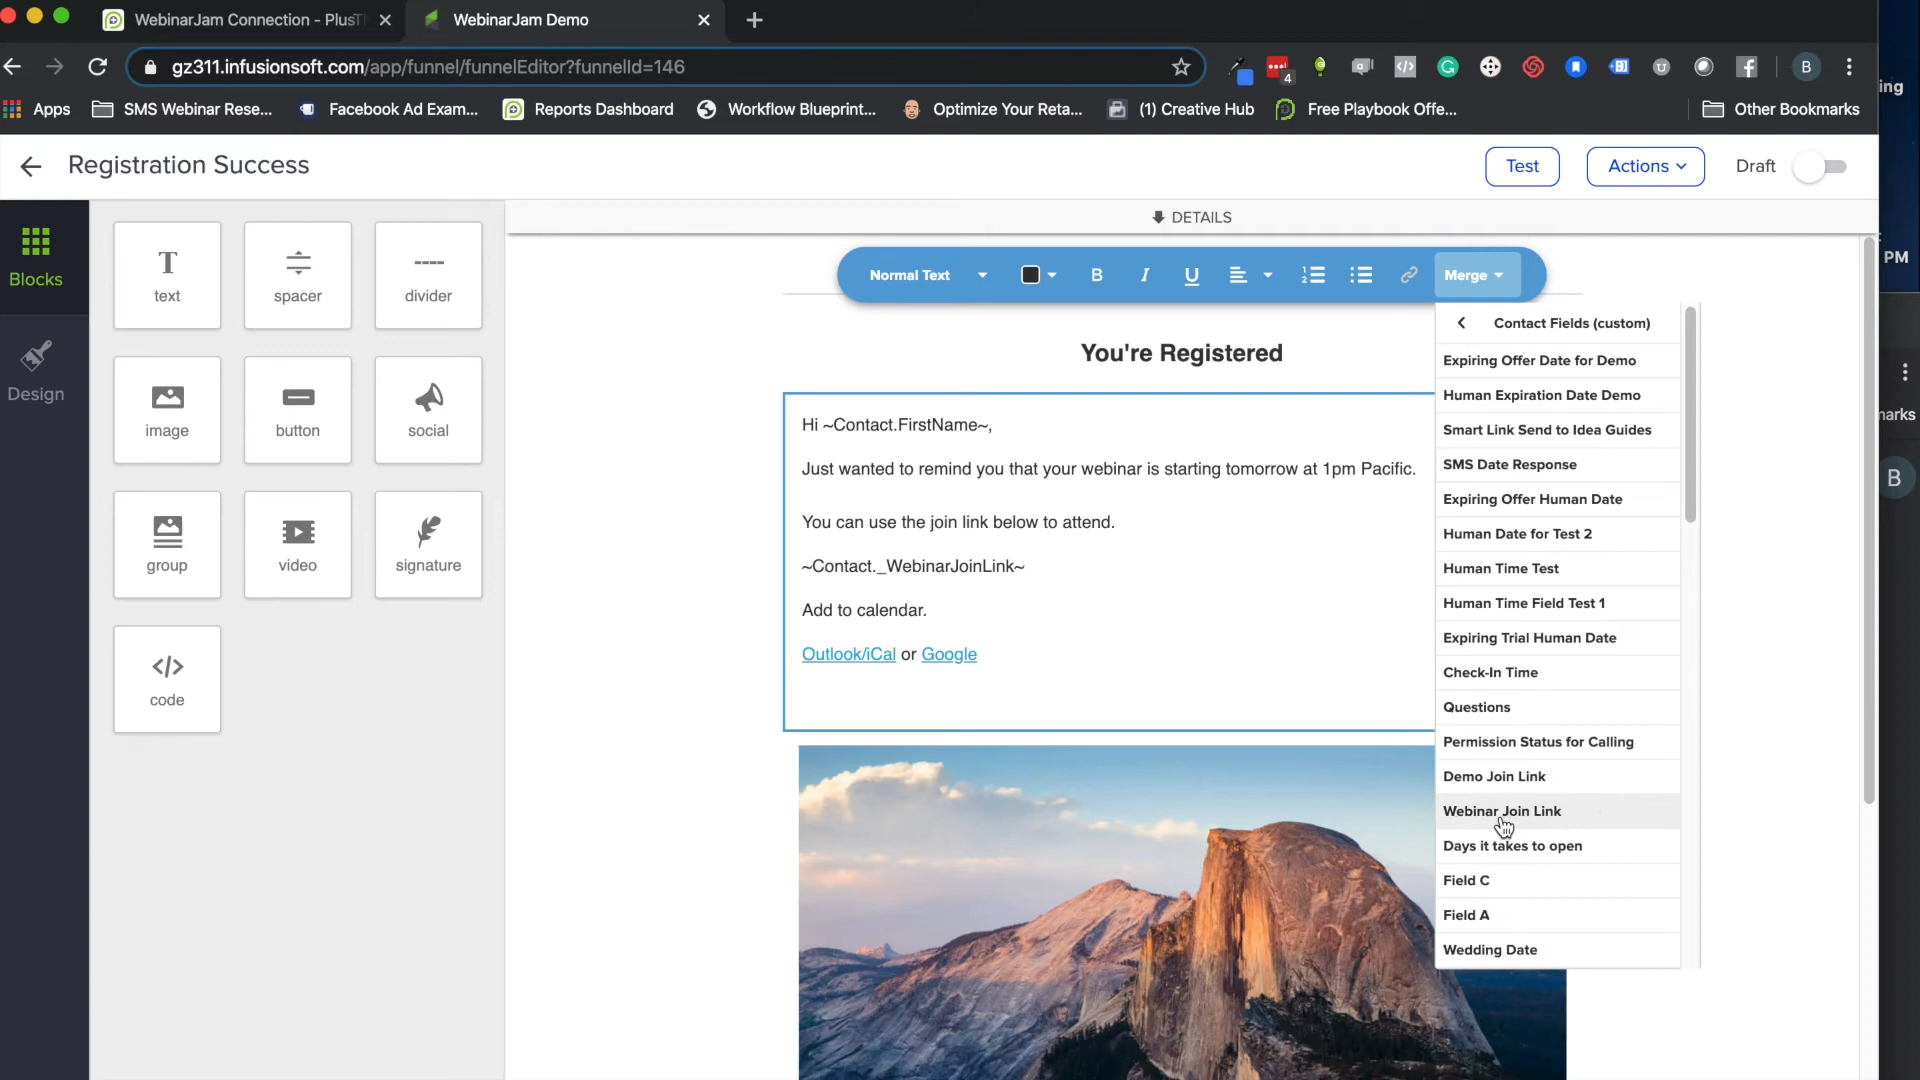 WebinarJam Connection - PlusTh
WebinarJam Demo
gz311.infusionsoft.com/app/funnel/funnelEditor?funnelId=146
4
B
ing
Apps
SMS Webinar Rese...
Facebook Ad Exam...
Reports Dashboard
Workflow Blueprint...
Optimize Your Reta...
(1) Creative Hub
Free Playbook Offe...
Other Bookmarks
Registration Success
Test
Actions
Draft
DETAILS
PM
Blocks
Design
text
spacer
divider
image
button
social
group
video
signature
code
Normal Text
B
I
U
Merge
You're Registered
Hi ~Contact.FirstName~,
Just wanted to remind you that your webinar is starting tomorrow at 1pm Pacific.
You can use the join link below to attend.
~Contact._WebinarJoinLink~
Add to calendar.
Outlook/iCal or Google
Contact Fields (custom)
Expiring Offer Date for Demo
Human Expiration Date Demo
Smart Link Send to Idea Guides
SMS Date Response
Expiring Offer Human Date
Human Date for Test 2
Human Time Test
Human Time Field Test 1
Expiring Trial Human Date
Check-In Time
Questions
Permission Status for Calling
Demo Join Link
Webinar Join Link
Days it takes to open
Field C
Field A
Wedding Date
narks
B